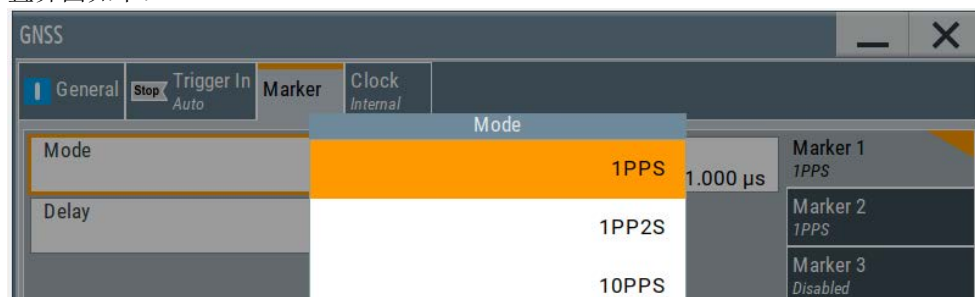 GNSS
General Stop Trigger In Auto Marker Clock Internal
Mode
Mode 1PPS 1.000 µs Marker 1
1PPS
Delay 1PP2S Marker 2
1PPS
10PPS Marker 3
Disabled